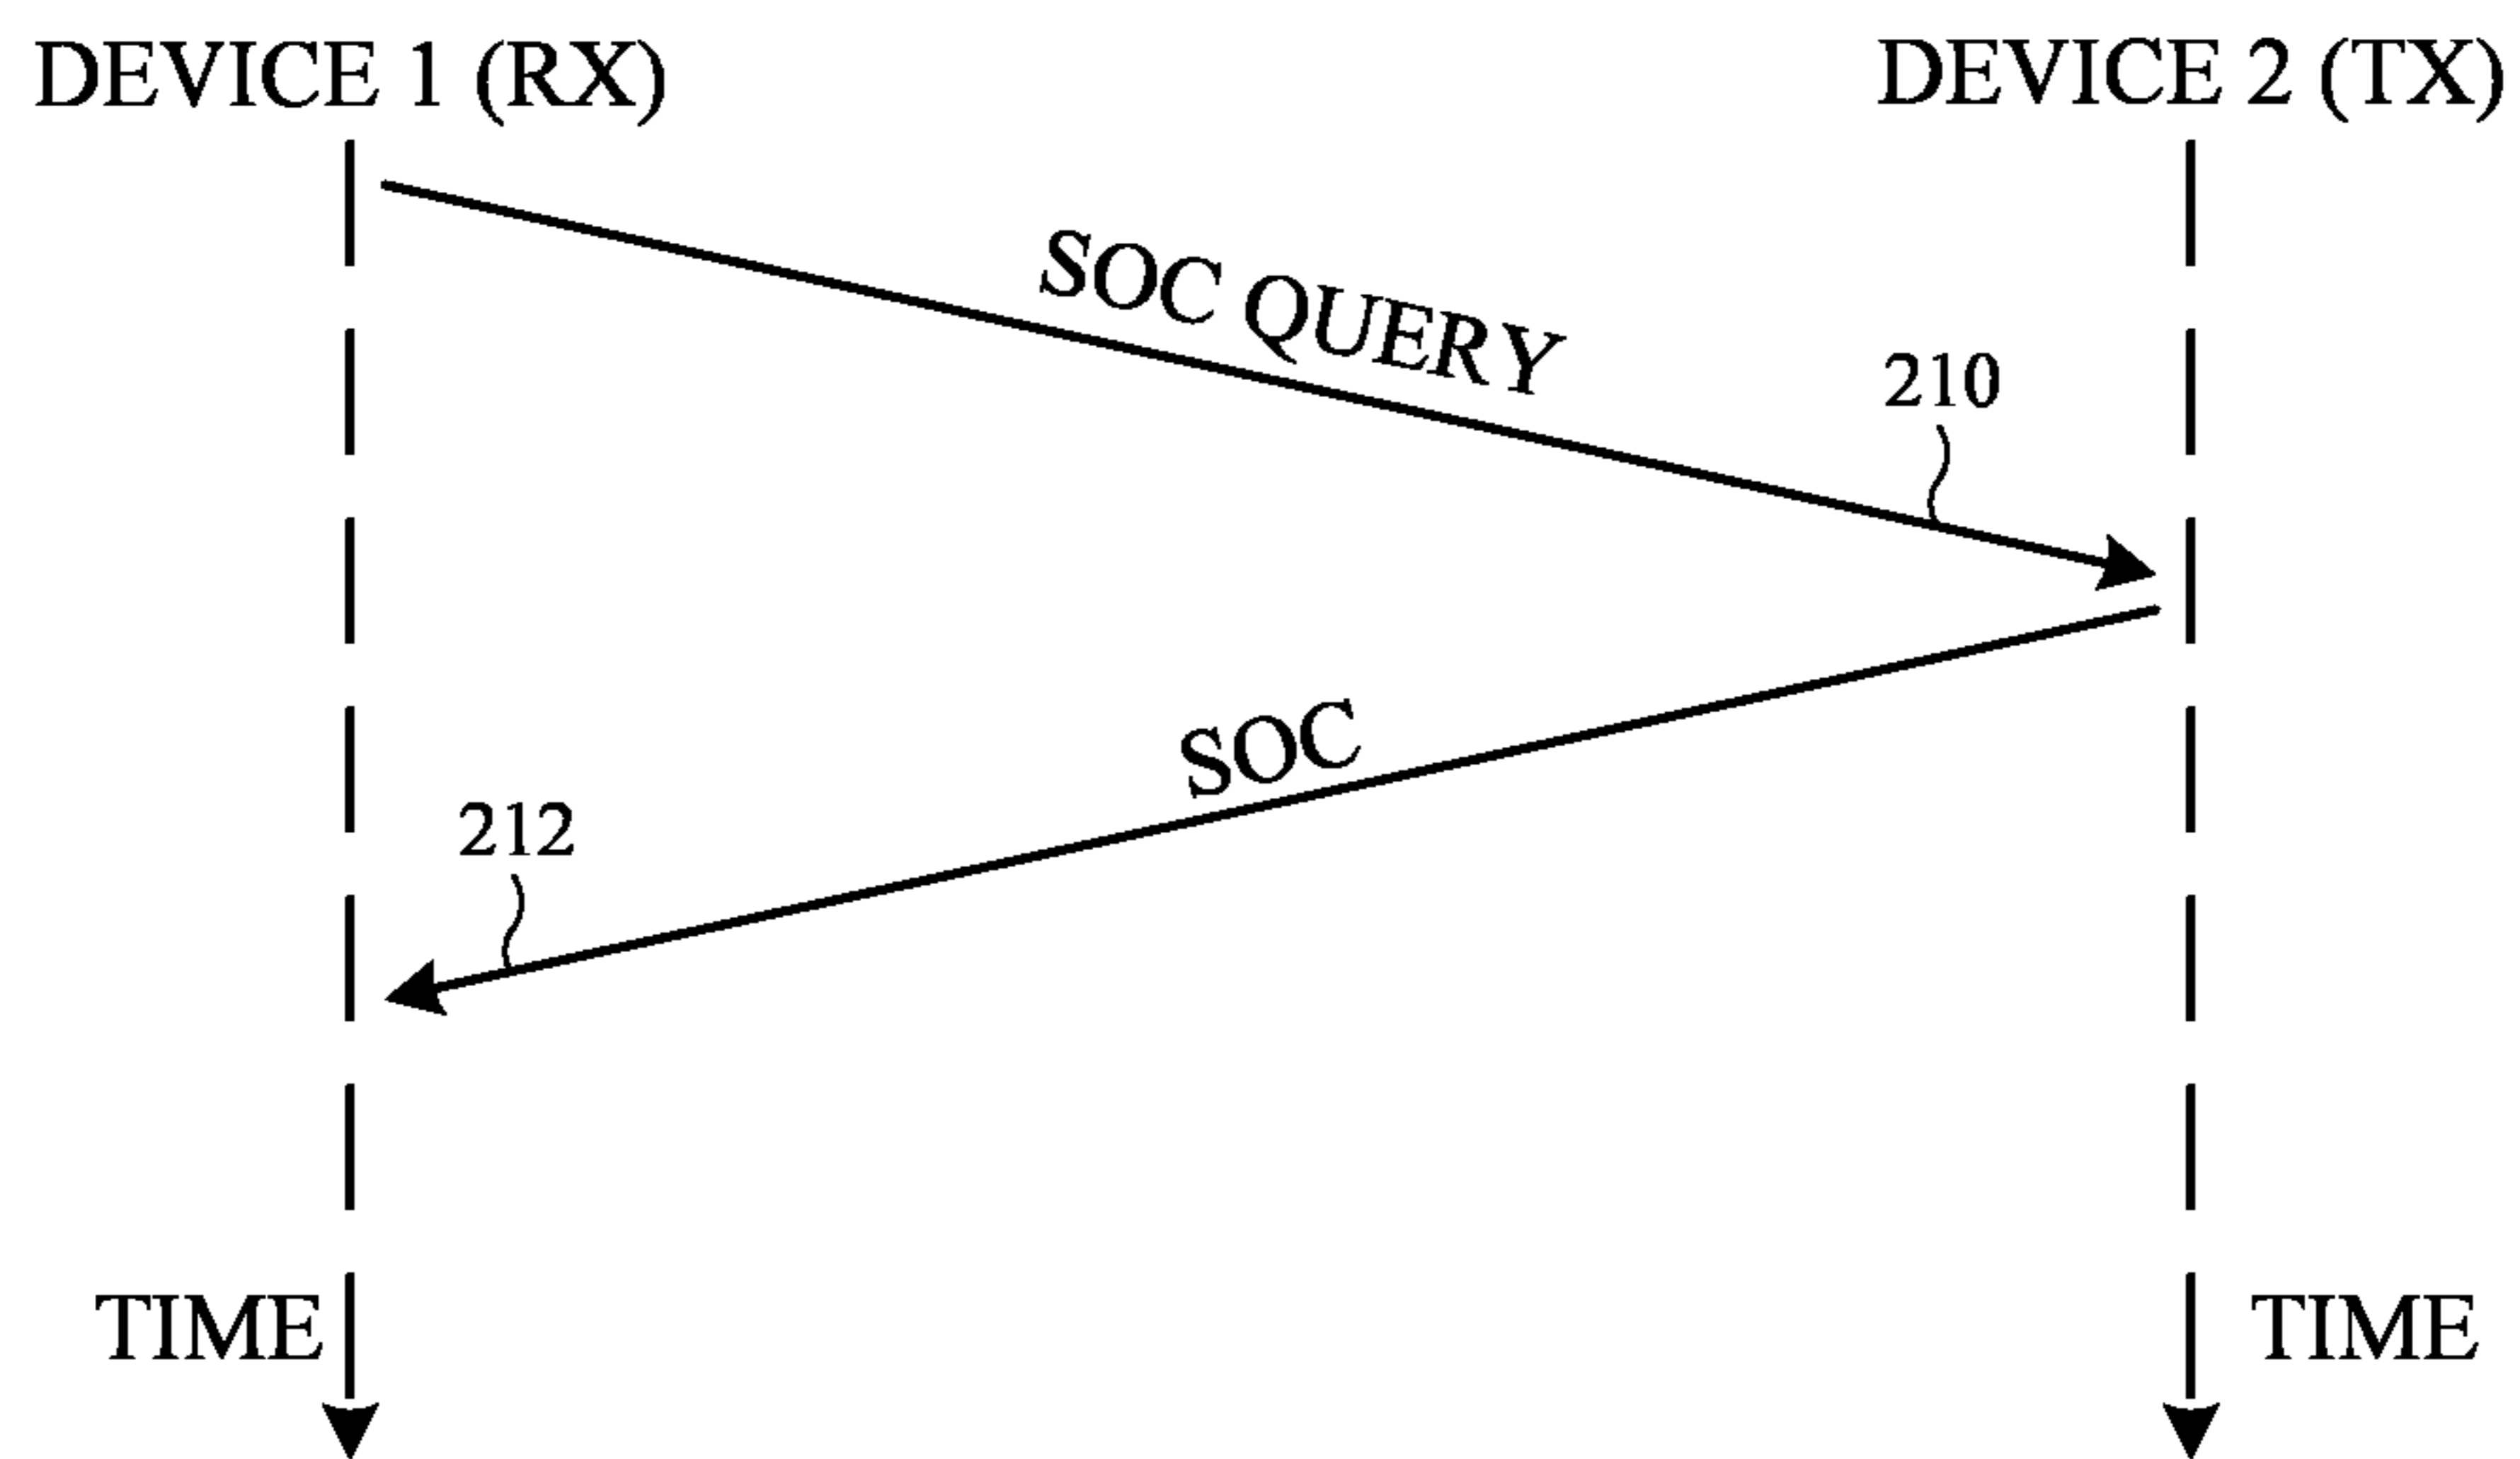 DEVICE 1 (RX)
DEVICE 2 (TX)
SOC QUERY
210
SOC
212
TIME
TIME